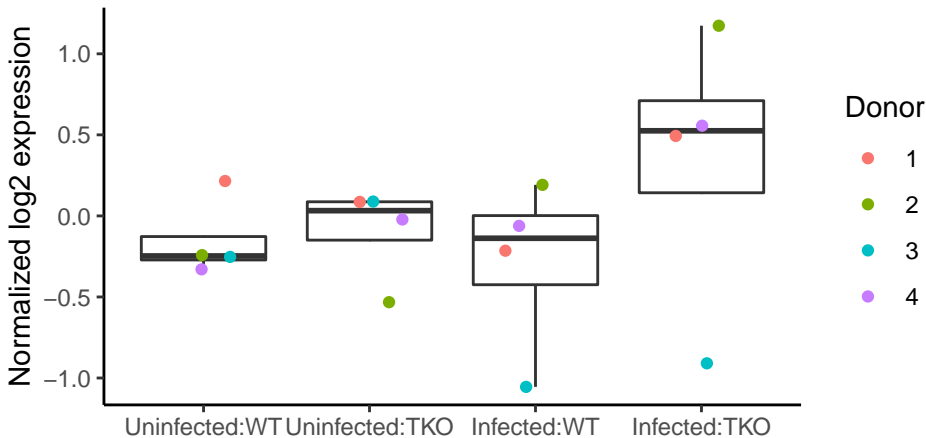 Normalized log2 expression
1.0
0.5
0.0
−0.5
−1.0
Uninfected:WT
Uninfected:TKO
Infected:WT
Infected:TKO
Donor
1
2
3
4